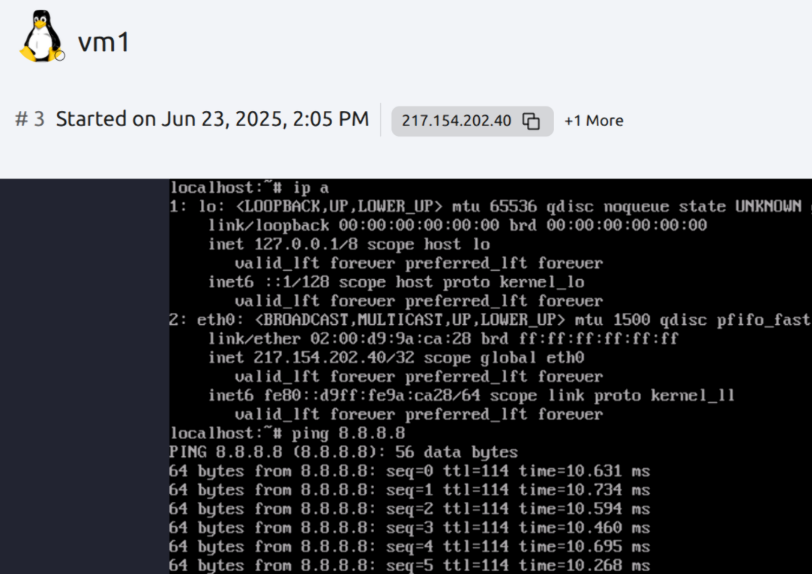 vm1
# 3 Started on Jun 23, 2025, 2:05 PM 217.154.202.40 +1 More
localhost:~# ip a
1: lo: <LOOPBACK,UP,LOWER_UP> mtu 65536 qdisc noqueue state UNKNOWN
link/loopback 00:00:00:00:00:00 brd 00:00:00:00:00:00
inet 127.0.0.1/8 scope host lo
valid_lft forever preferred_lft forever
inet6 ::1/128 scope host proto kernel_lo
valid_lft forever preferred_lft forever
2: eth0: <BROADCAST,MULTICAST,UP,LOWER_UP> mtu 1500 qdisc pfifo_fast
link/ether 02:00:d9:9a:ca:28 brd ff:ff:ff:ff:ff:ff
inet 217.154.202.40/32 scope global eth0
valid_lft forever preferred_lft forever
inet6 fe80::d9ff:fe9a:ca28/64 scope link proto kernel_ll
valid_lft forever preferred_lft forever
localhost:~# ping 8.8.8.8
PING 8.8.8.8 (8.8.8.8): 56 data bytes
64 bytes from 8.8.8.8: seq=0 ttl=114 time=10.631 ms
64 bytes from 8.8.8.8: seq=1 ttl=114 time=10.734 ms
64 bytes from 8.8.8.8: seq=2 ttl=114 time=10.594 ms
64 bytes from 8.8.8.8: seq=3 ttl=114 time=10.460 ms
64 bytes from 8.8.8.8: seq=4 ttl=114 time=10.695 ms
64 bytes from 8.8.8.8: seq=5 ttl=114 time=10.268 ms